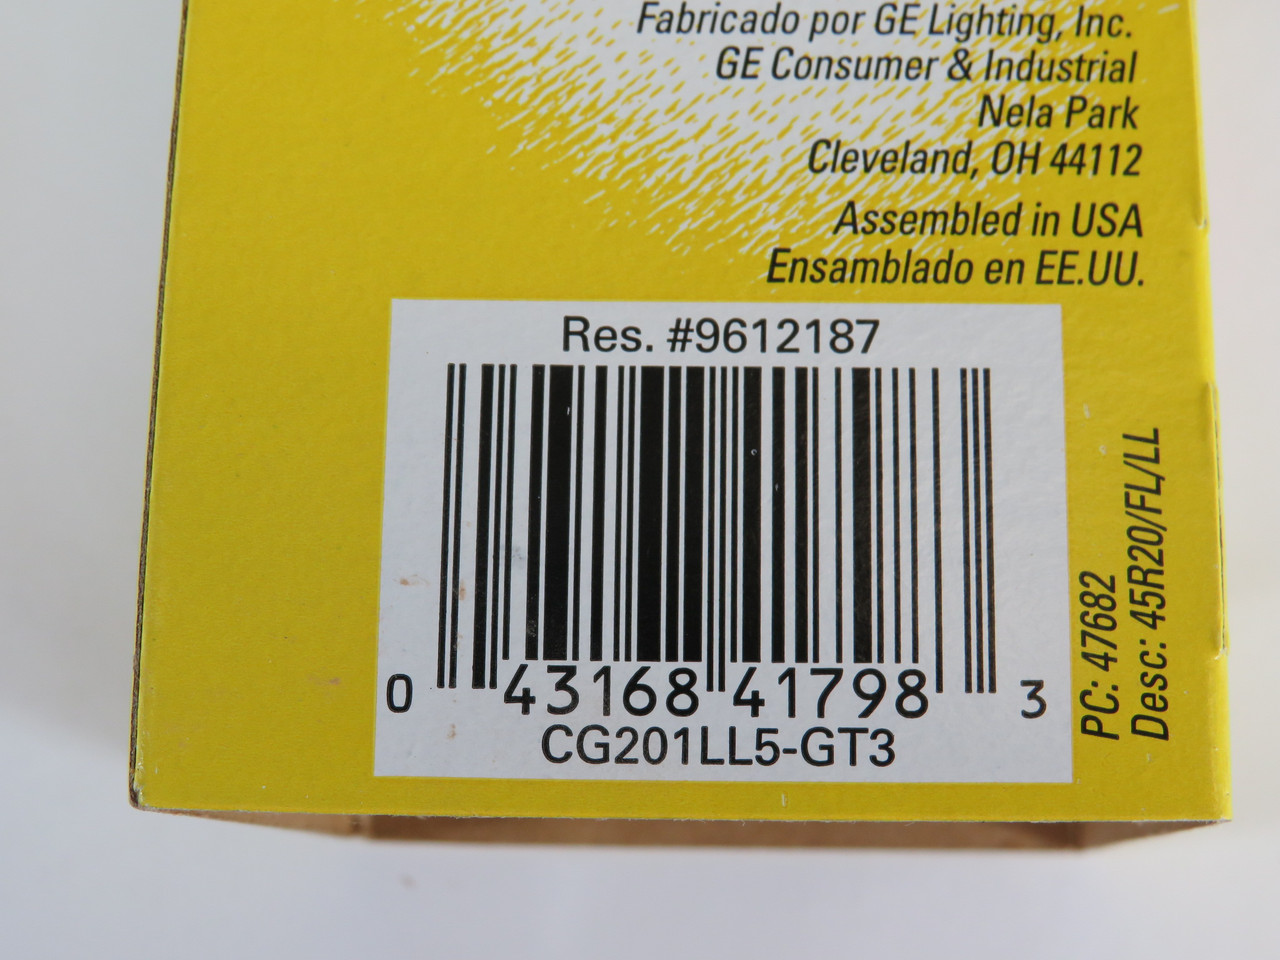 Fabricado por GE Lighting, Inc.
GE Consumer & Industrial
Nela Park
Cleveland, OH 44112
Assembled in USA
Ensamblado en EE.UU.
Res. #9612187
0 43168 41798 3
CG201LL5-GT3
PC: 47682
Desc: 45R20/FL/LL